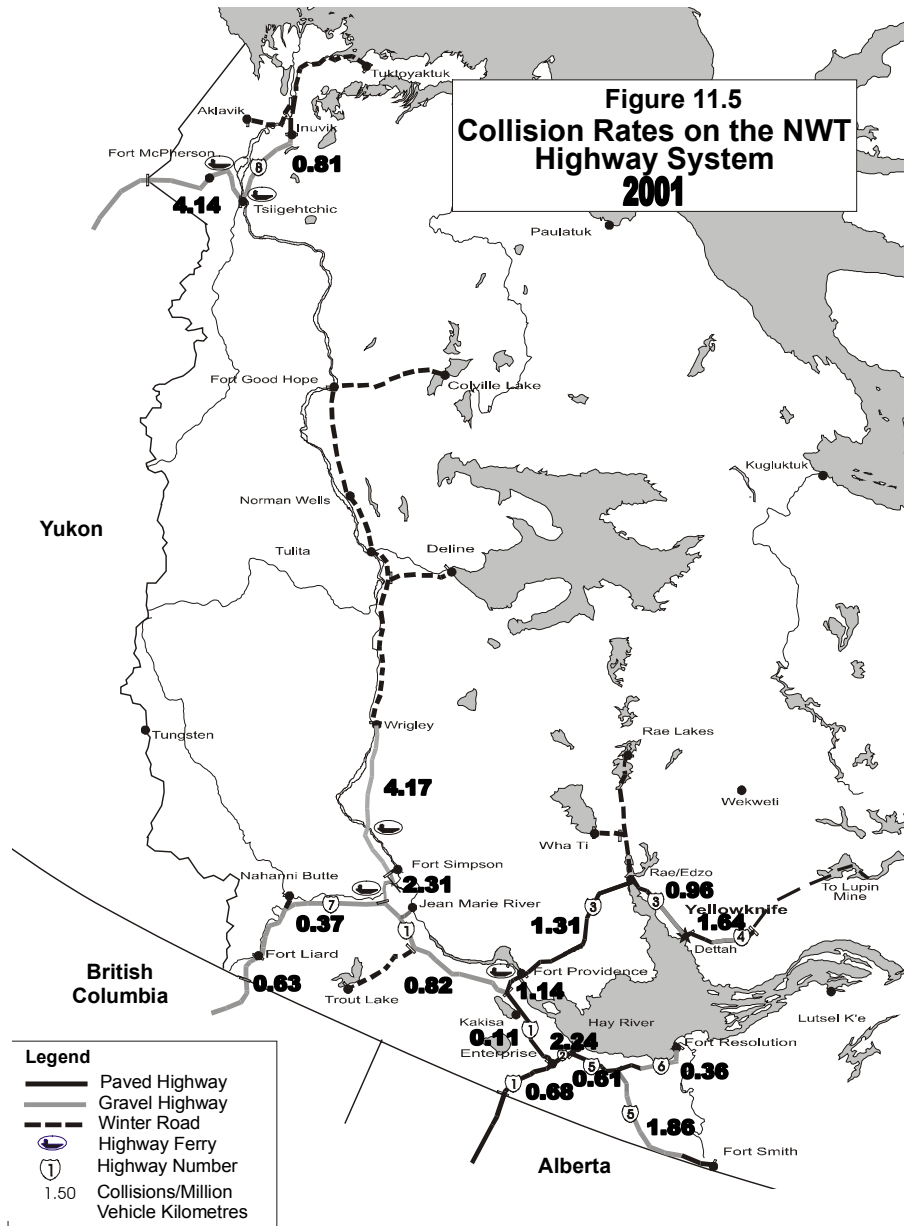 Figure 11.5
Collision Rates on the NWT
Highway System
2001
Tuktoyaktuk
Aklavik
Inuvik
Fort McPherson
0.81
8
4.14
Tsiigehtchic
Paulatuk
Fort Good Hope
Colville Lake
Kugluktuk
Norman Wells
Yukon
Tulita
Deline
Wrigley
Tungsten
Rae Lakes
4.17
Wekweti
Wha Ti
Fort Simpson
Rae/Edzo
Nahanni Butte
2.31
0.96
To Lupin
Mine
7
Jean Marie River
3
3
Yellowknife
0.37
1.31
1.64
1
4
Dettah
Fort Liard
British
Columbia
0.63
0.82
Fort Providence
Trout Lake
1.14
Lutsel K'e
Kakisa
Hay River
0.11
1
2.24
Fort Resolution
Enterprise
2
5
6
0.36
1
0.68
0.61
5
1.86
Fort Smith
Alberta
Legend
Paved Highway
Gravel Highway
Winter Road
Highway Ferry
1
Highway Number
1.50
Collisions/Million
Vehicle Kilometres